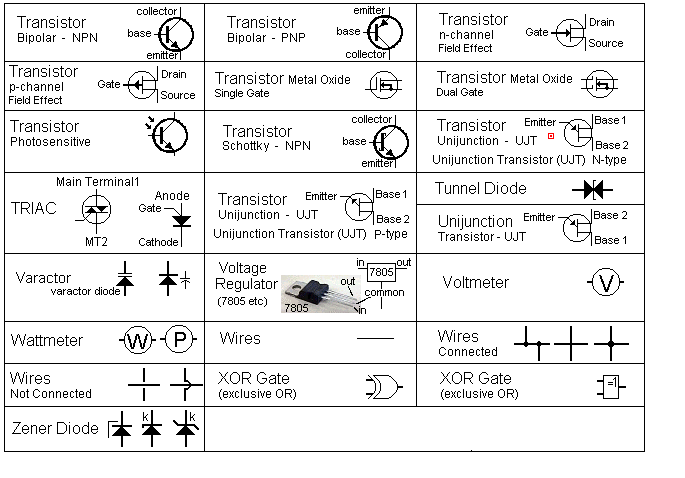 Transistor
Bipolar - NPN
collector
base
emitter
Transistor
Bipolar - PNP
emitter
base
collector
Transistor
n-channel
Field Effect
Gate
Drain
Source
Transistor
p-channel
Field Effect
Gate
Drain
Source
Transistor Metal Oxide
Single Gate
Transistor Metal Oxide
Dual Gate
Transistor
Photosensitive
Transistor
Schottky - NPN
collector
base
emitter
Transistor
Unijunction - UJT
Unijunction Transistor (UJT) N-type
Emitter
Base 1
Base 2
TRIAC
Main Terminal1
MT2
Anode
Gate
Cathode
Transistor
Unijunction - UJT
Unijunction Transistor (UJT) P-type
Emitter
Base 1
Base 2
Tunnel Diode
Unijunction
Transistor - UJT
Emitter
Base 2
Base 1
Varactor
varactor diode
Voltage
Regulator
(7805 etc)
7805
out
in
in
7805
out
common
Voltmeter
V
Wattmeter
W
P
Wires
Wires
Connected
Wires
Not Connected
XOR Gate
(exclusive OR)
XOR Gate
(exclusive OR)
=1
Zener Diode
k
k